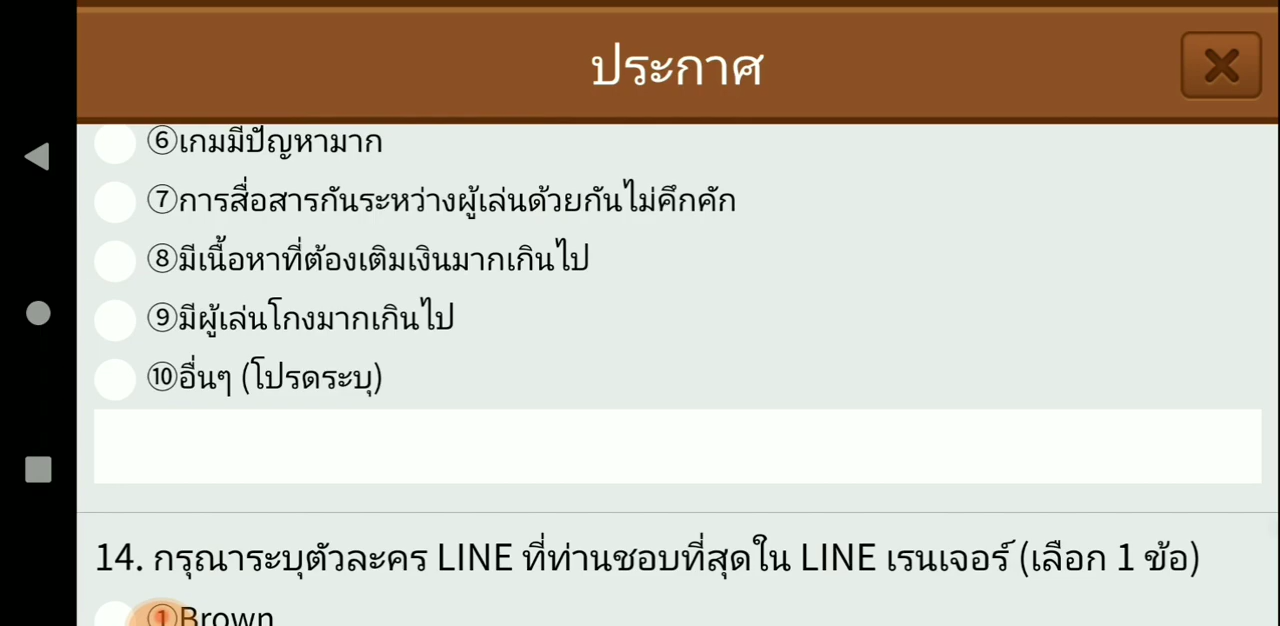 ประกาศ
⑥เกมมีปัญหามาก
⑦การสื่อสารกันระหว่างผู้เล่นด้วยกันไม่คึกคัก
⑧มีเนื้อหาที่ต้องเติมเงินมากเกินไป
⑨มีผู้เล่นโกงมากเกินไป
⑩อื่นๆ (โปรดระบุ)
14. กรุณาระบุตัวละคร LINE ที่ท่านชอบที่สุดใน LINE เรนเจอร์ (เลือก 1 ข้อ)
①Brown